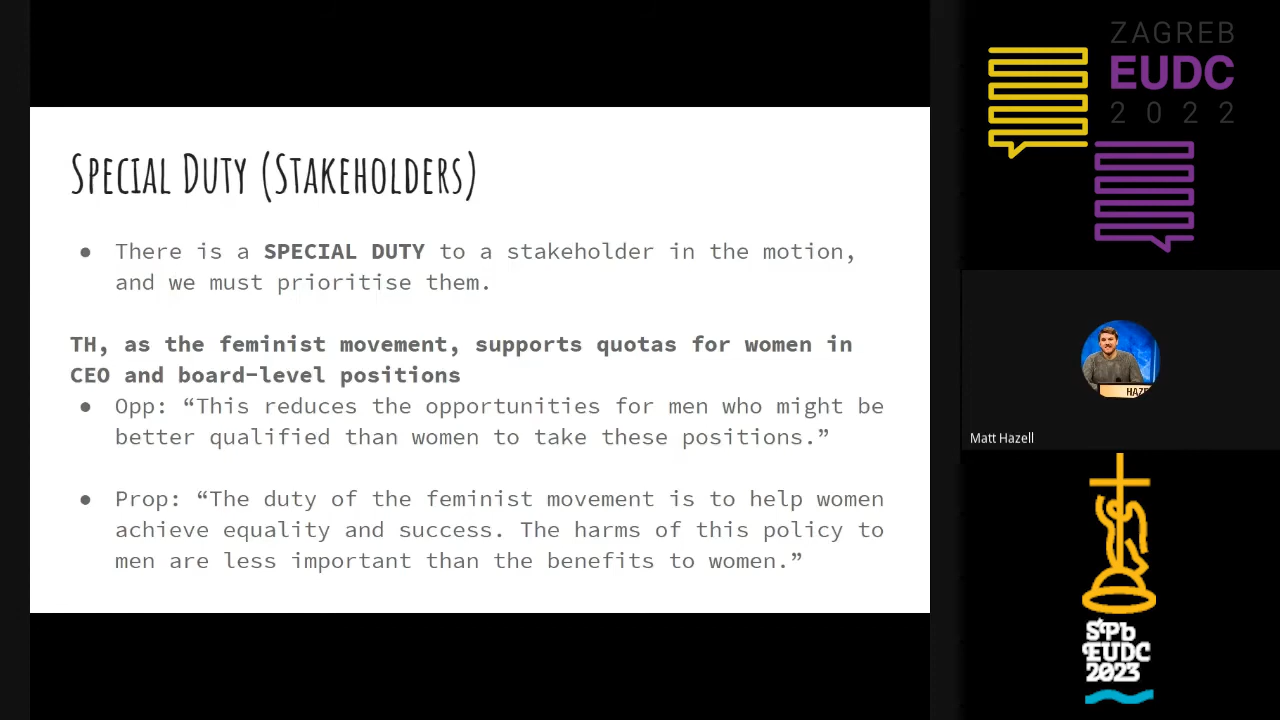 Special Duty (Stakeholders)
● There is a SPECIAL DUTY to a stakeholder in the motion,
and we must prioritise them.
TH, as the feminist movement, supports quotas for women in
CEO and board-level positions
● Opp: “This reduces the opportunities for men who might be
better qualified than women to take these positions.”
● Prop: “The duty of the feminist movement is to help women
achieve equality and success. The harms of this policy to
men are less important than the benefits to women.”
ZAGREB
EUDC
2022
HAZE
Matt Hazell
StPb
EUDC
2023